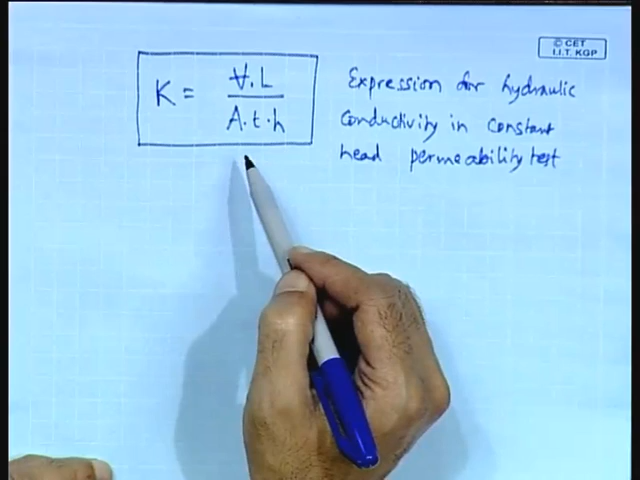 © CET
I.I.T. KGP
K = V.L / A.t.h
Expression for hydraulic
Conductivity in Constant
head permeability test